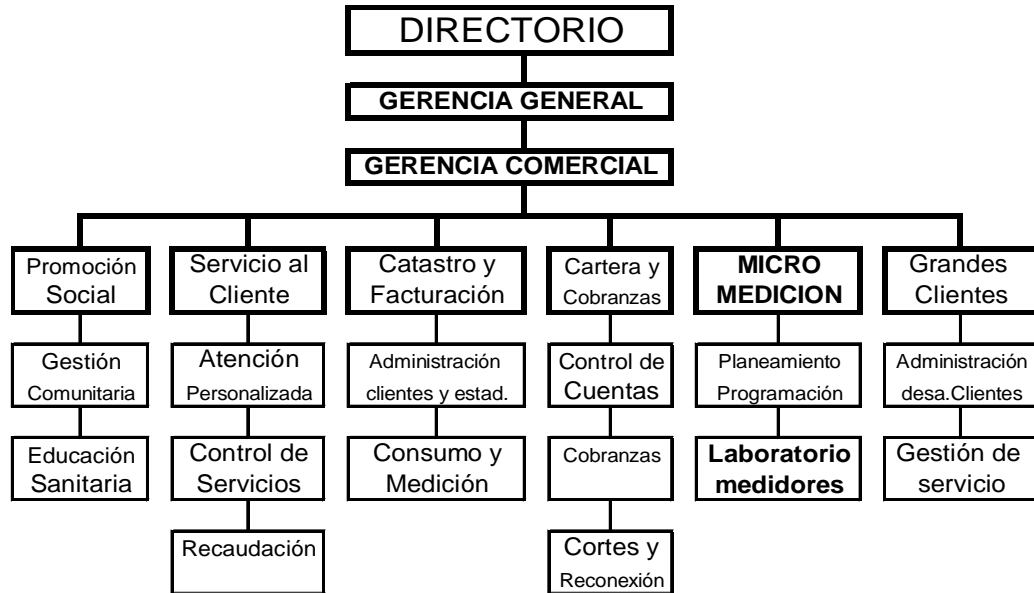 DIRECTORIO
GERENCIA GENERAL
GERENCIA COMERCIAL
Promoción
Social
Servicio al
Cliente
Catastro y
Facturación
Cartera y
Cobranzas
MICRO
MEDICION
Grandes
Clientes
Gestión
Comunitaria
Atención
Personalizada
Administración
clientes y estad.
Control de
Cuentas
Planeamiento
Programación
Administración
desa.Clientes
Educación
Sanitaria
Control de
Servicios
Consumo y
Medición
Cobranzas
Laboratorio
medidores
Gestión de
servicio
Recaudación
Cortes y
Reconexión